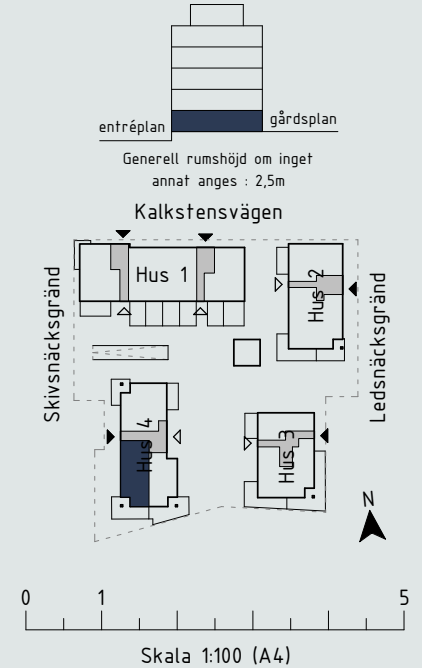 entréplan
gårdsplan
Generell rumshöjd om inget
annat anges : 2,5m
Kalkstensvägen
Skivsnäcksgränd
Hus 1
Hus 2
Ledsnäcksgränd
Hus 4
Hus 3
N
0 1 5
Skala 1:100 (A4)